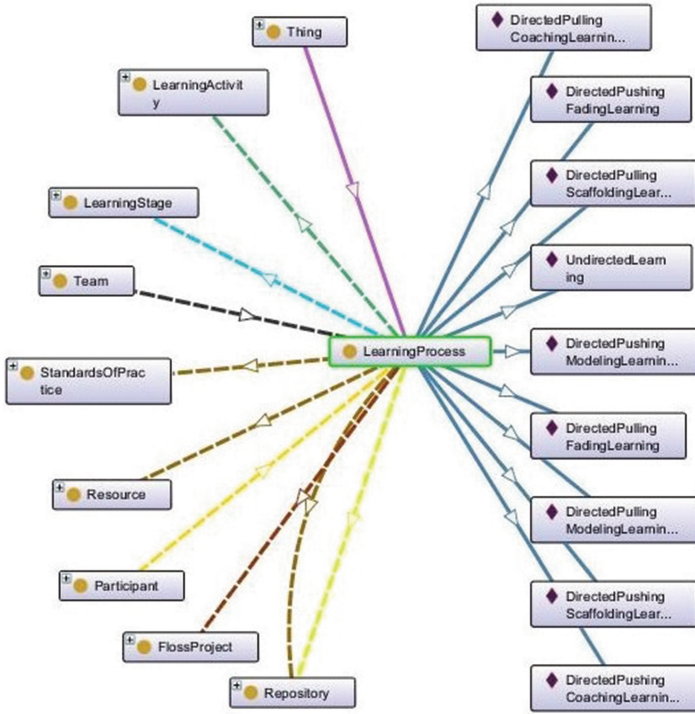 Thing
LearningActivit
y
LearningStage
Team
LearningProcess
StandardsOfPrac
tice
Resource
Participant
FlossProject
Repository
DirectedPulling
CoachingLearnin...
DirectedPushing
FadingLearning
DirectedPulling
ScaffoldingLear...
UndirectedLearn
ing
DirectedPushing
ModelingLearnin...
DirectedPulling
FadingLearning
DirectedPulling
ModelingLearnin...
DirectedPushing
ScaffoldingLear...
DirectedPushing
CoachingLearnin...